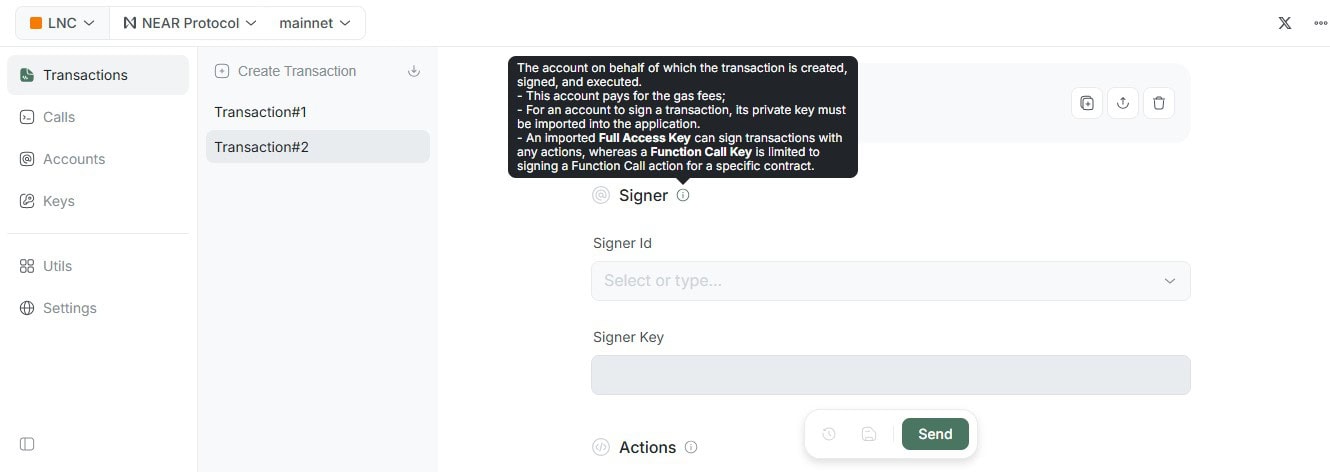 LNC
NEAR Protocol
mainnet
Transactions
Calls
Accounts
Keys
Utils
Settings
Create Transaction
Transaction#1
Transaction#2
The account on behalf of which the transaction is created,
signed, and executed.
- This account pays for the gas fees;
- For an account to sign a transaction, its private key must
be imported into the application.
- An imported Full Access Key can sign transactions with
any actions, whereas a Function Call Key is limited to
signing a Function Call action for a specific contract.
Signer
Signer Id
Select or type...
Signer Key
Actions
Send